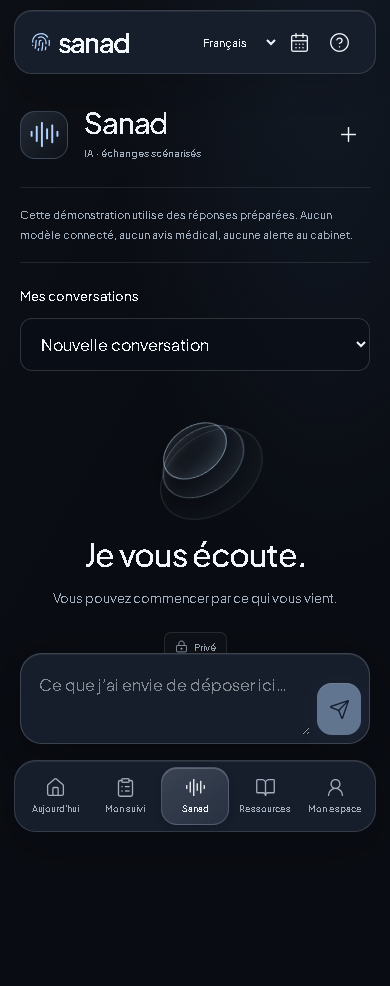 sanad
Français
Sanad
IA · échanges scénarisés
Cette démonstration utilise des réponses préparées. Aucun
modèle connecté, aucun avis médical, aucune alerte au cabinet.
Mes conversations
Nouvelle conversation
Je vous écoute.
Vous pouvez commencer par ce qui vous vient.
Privé
Ce que j’ai envie de déposer ici…
Aujourd’hui
Mon suivi
Sanad
Ressources
Mon espace